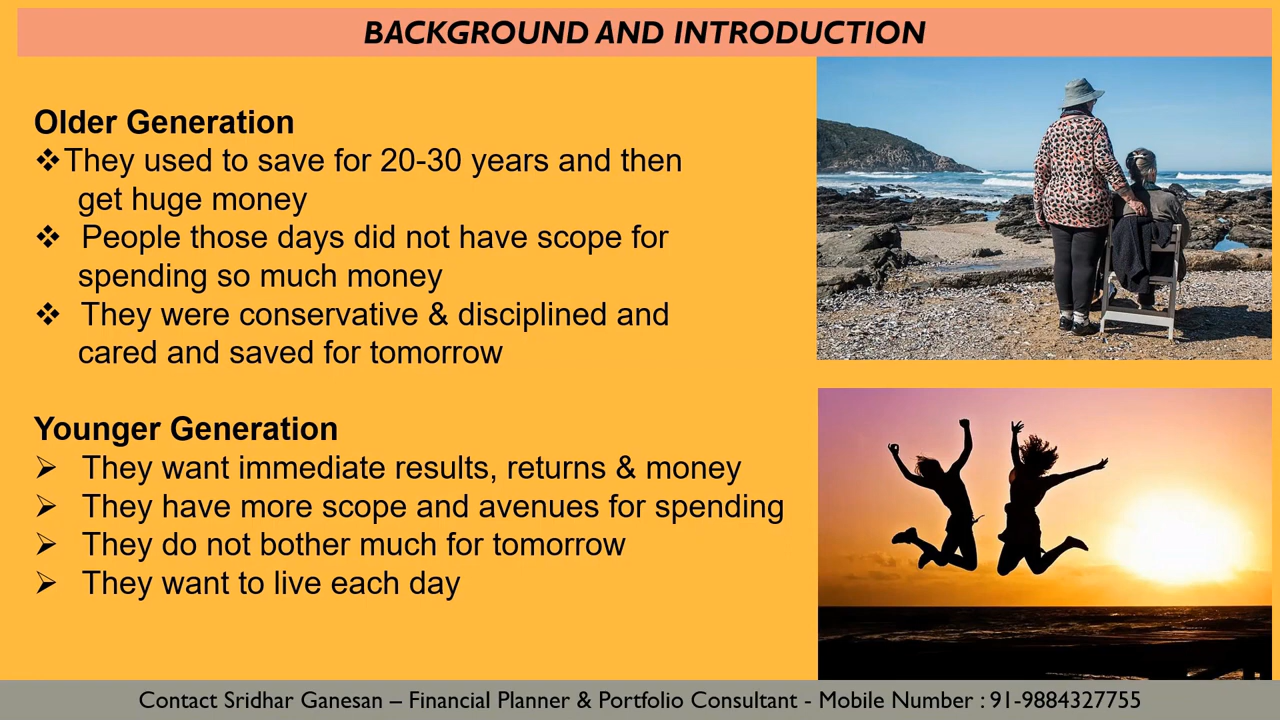 BACKGROUND AND INTRODUCTION
Older Generation
❖They used to save for 20-30 years and then
get huge money
❖ People those days did not have scope for
spending so much money
❖ They were conservative & disciplined and
cared and saved for tomorrow
Younger Generation
➢ They want immediate results, returns & money
➢ They have more scope and avenues for spending
➢ They do not bother much for tomorrow
➢ They want to live each day
Contact Sridhar Ganesan – Financial Planner & Portfolio Consultant - Mobile Number : 91-9884327755